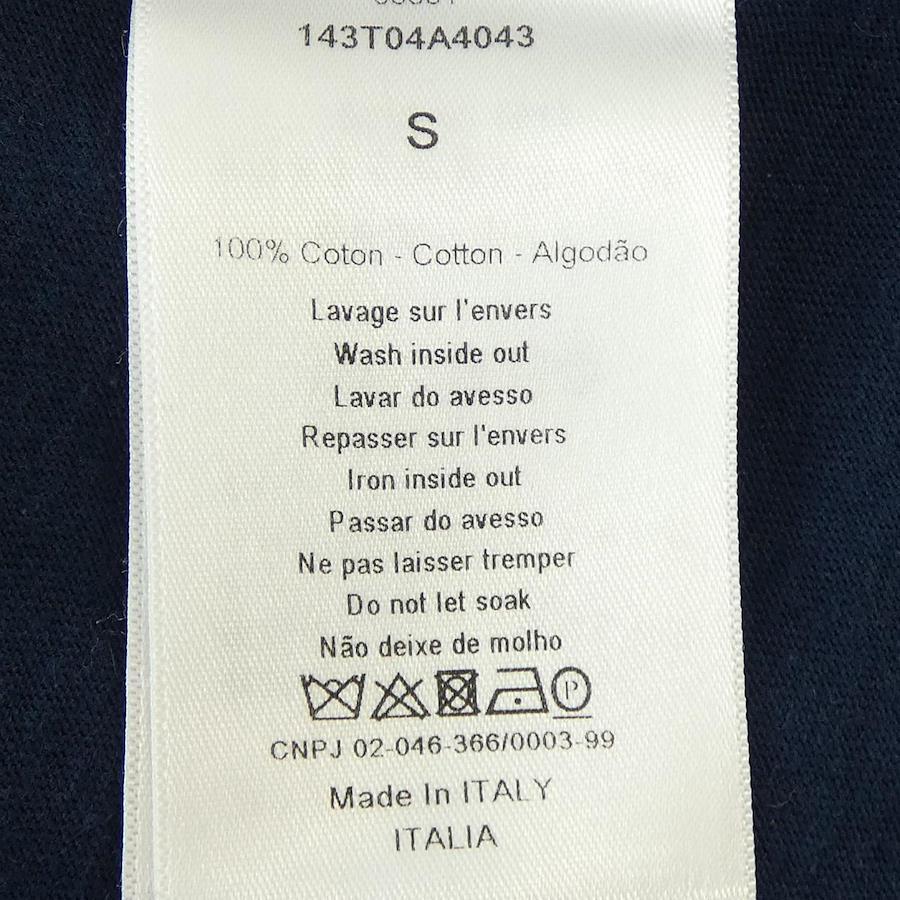 143T04A4043
S
100% Coton - Cotton - Algodão
Lavage sur l'envers
Wash inside out
Lavar do avesso
Repasser sur l'envers
Iron inside out
Passar do avesso
Ne pas laisser tremper
Do not let soak
Não deixe de molho
P
CNPJ 02-046-366/0003-99
Made In ITALY
ITALIA